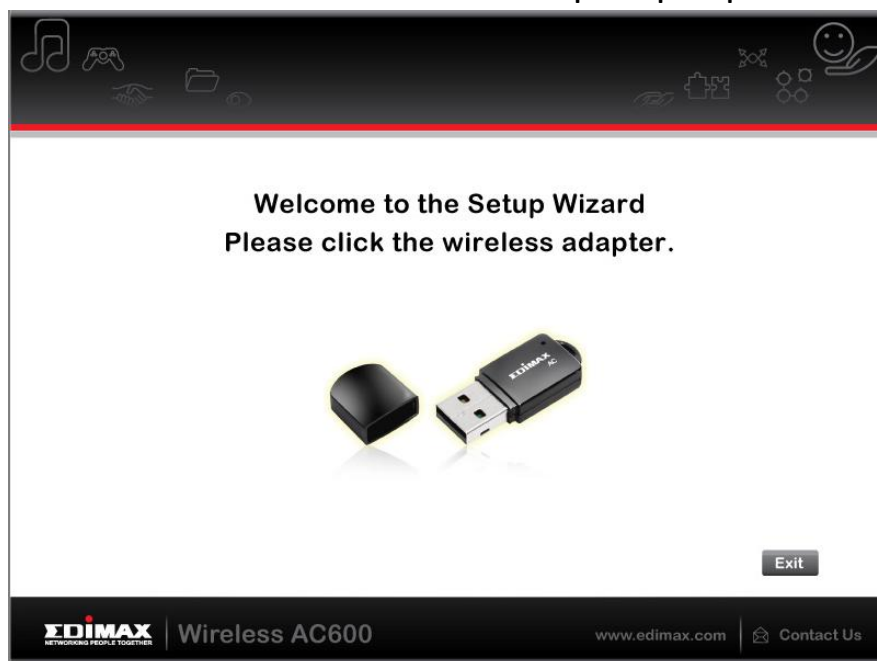 Welcome to the Setup Wizard
Please click the wireless adapter.
EDIMAX
AC
Exit
EDIMAX
NETWORKING PEOPLE TOGETHER
Wireless AC600
www.edimax.com
Contact Us